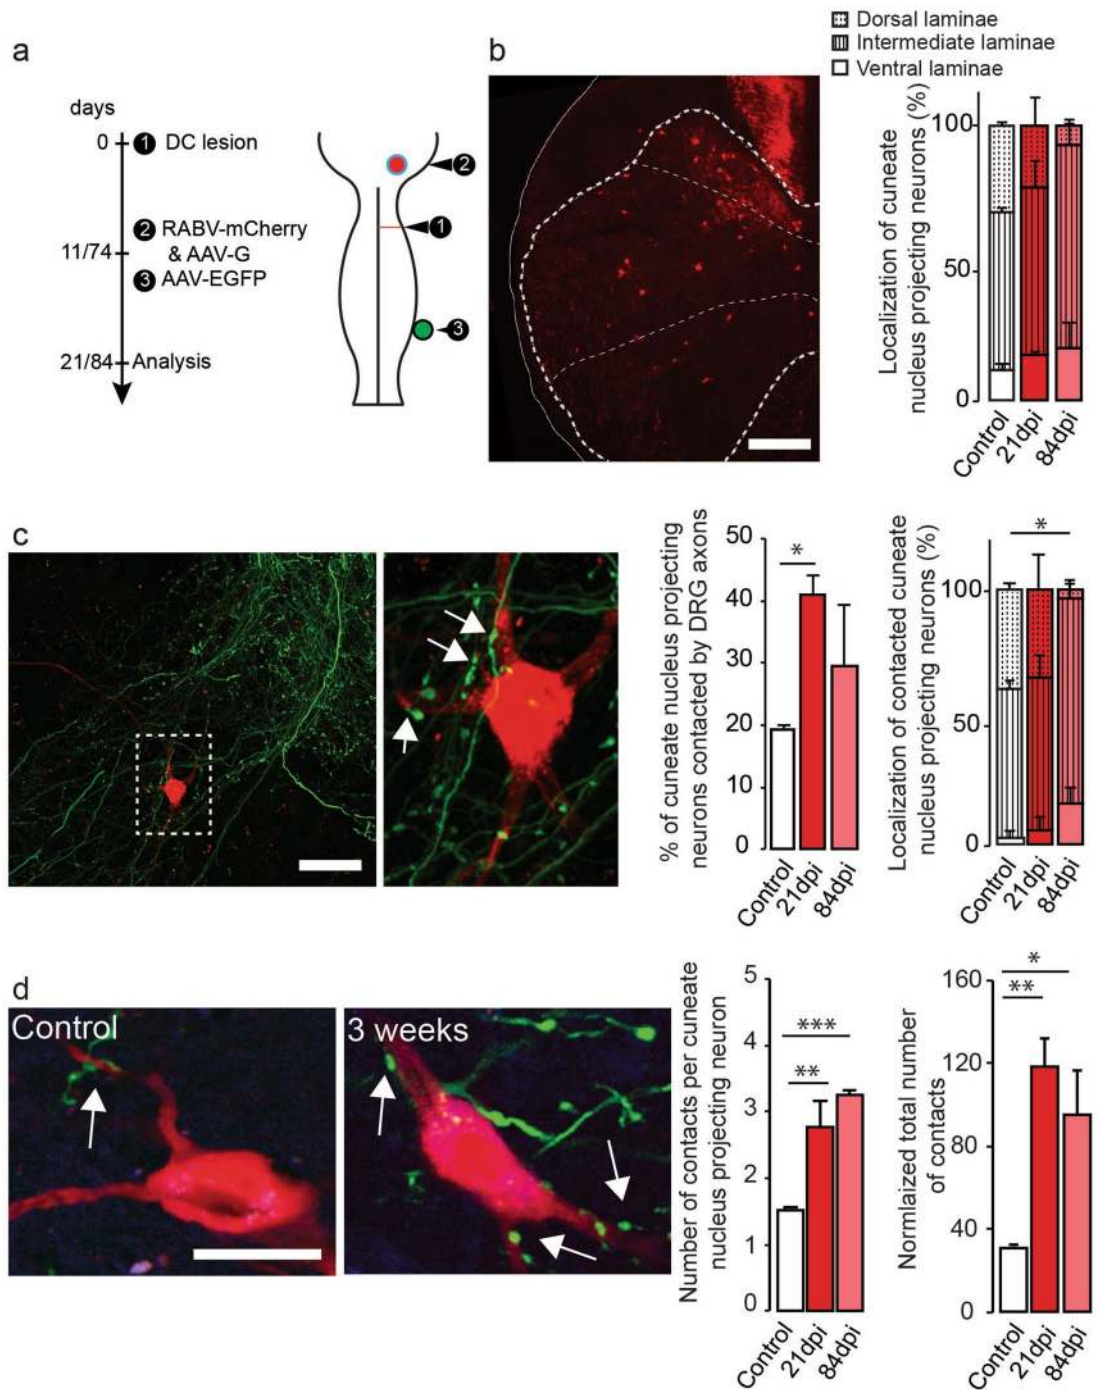 a
days
0
1 DC lesion
2 RABV-mCherry
& AAV-G
11/74
3 AAV-EGFP
21/84
Analysis
2
1
3
b
Dorsal laminae
Intermediate laminae
Ventral laminae
Localization of cuneate
nucleus projecting neurons (%)
100
50
0
Control
21dpi
84dpi
c
% of cuneate nucleus projecting
neurons contacted by DRG axons
50
40
30
20
10
0
*
Control
21dpi
84dpi
Localization of contacted cuneate
nucleus projecting neurons (%)
100
50
0
*
Control
21dpi
84dpi
d
Control
3 weeks
Number of contacts per cuneate
nucleus projecting neuron
5
4
3
2
1
0
***
**
Control
21dpi
84dpi
Normlaized total number
of contacts
160
120
80
40
0
*
**
Control
21dpi
84dpi